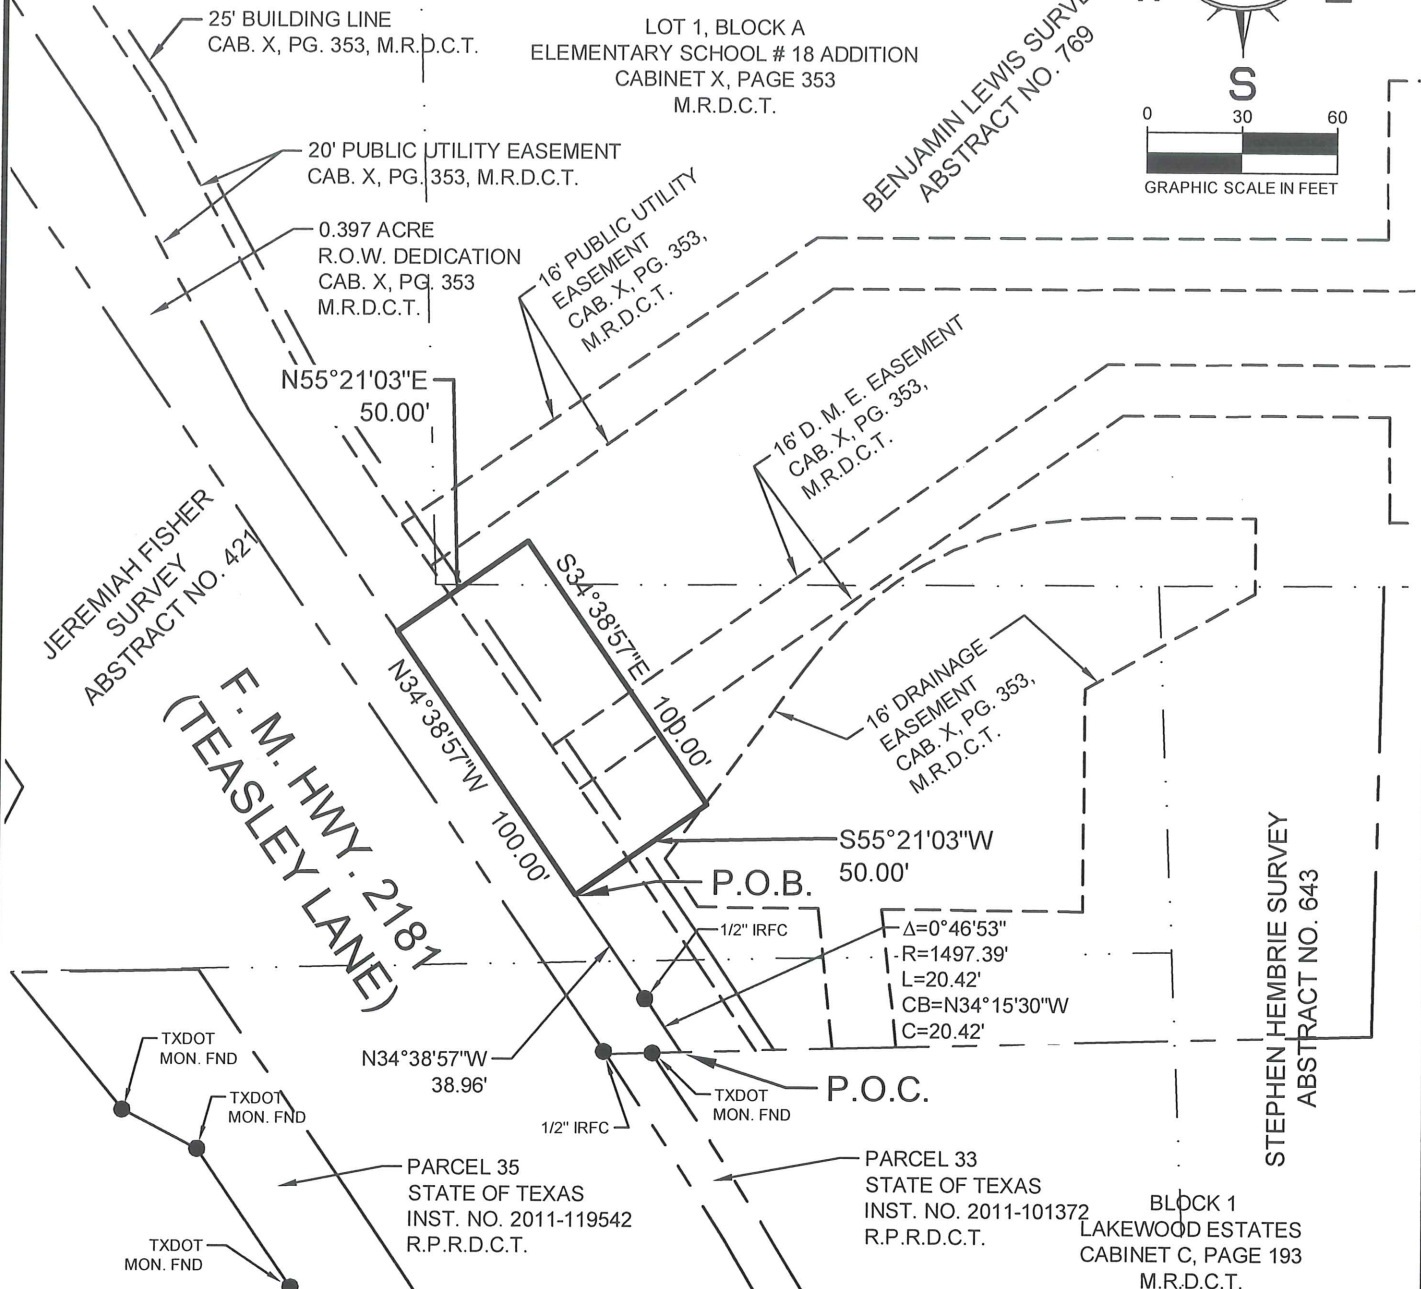 25' BUILDING LINE
CAB. X, PG. 353, M.R.D.C.T.
LOT 1, BLOCK A
ELEMENTARY SCHOOL # 18 ADDITION
CABINET X, PAGE 353
M.R.D.C.T.
BENJAMIN LEWIS SURVEY
ABSTRACT NO. 769
S
0 30 60
GRAPHIC SCALE IN FEET
20' PUBLIC UTILITY EASEMENT
CAB. X, PG. 353, M.R.D.C.T.
0.397 ACRE
R.O.W. DEDICATION
CAB. X, PG. 353
M.R.D.C.T.
16' PUBLIC UTILITY
EASEMENT
CAB. X, PG. 353,
M.R.D.C.T.
N55°21'03"E
50.00'
16' D. M. E. EASEMENT
CAB. X, PG. 353,
M.R.D.C.T.
JEREMIAH FISHER
SURVEY
ABSTRACT NO. 421
S34°38'57"E 100.00'
N34°38'57"W 100.00'
16' DRAINAGE
EASEMENT
CAB. X, PG. 353,
M.R.D.C.T.
F. M. HWY. 2181
(TEASLEY LANE)
S55°21'03"W
50.00'
P.O.B.
1/2" IRFC
Δ=0°46'53"
R=1497.39'
L=20.42'
CB=N34°15'30"W
C=20.42'
STEPHEN HEMBRIE SURVEY
ABSTRACT NO. 643
TXDOT
MON. FND
N34°38'57"W
38.96'
P.O.C.
TXDOT
MON. FND
TXDOT
MON. FND
1/2" IRFC
PARCEL 35
STATE OF TEXAS
INST. NO. 2011-119542
R.P.R.D.C.T.
PARCEL 33
STATE OF TEXAS
INST. NO. 2011-101372
R.P.R.D.C.T.
BLOCK 1
LAKEWOOD ESTATES
CABINET C, PAGE 193
M.R.D.C.T.
TXDOT
MON. FND